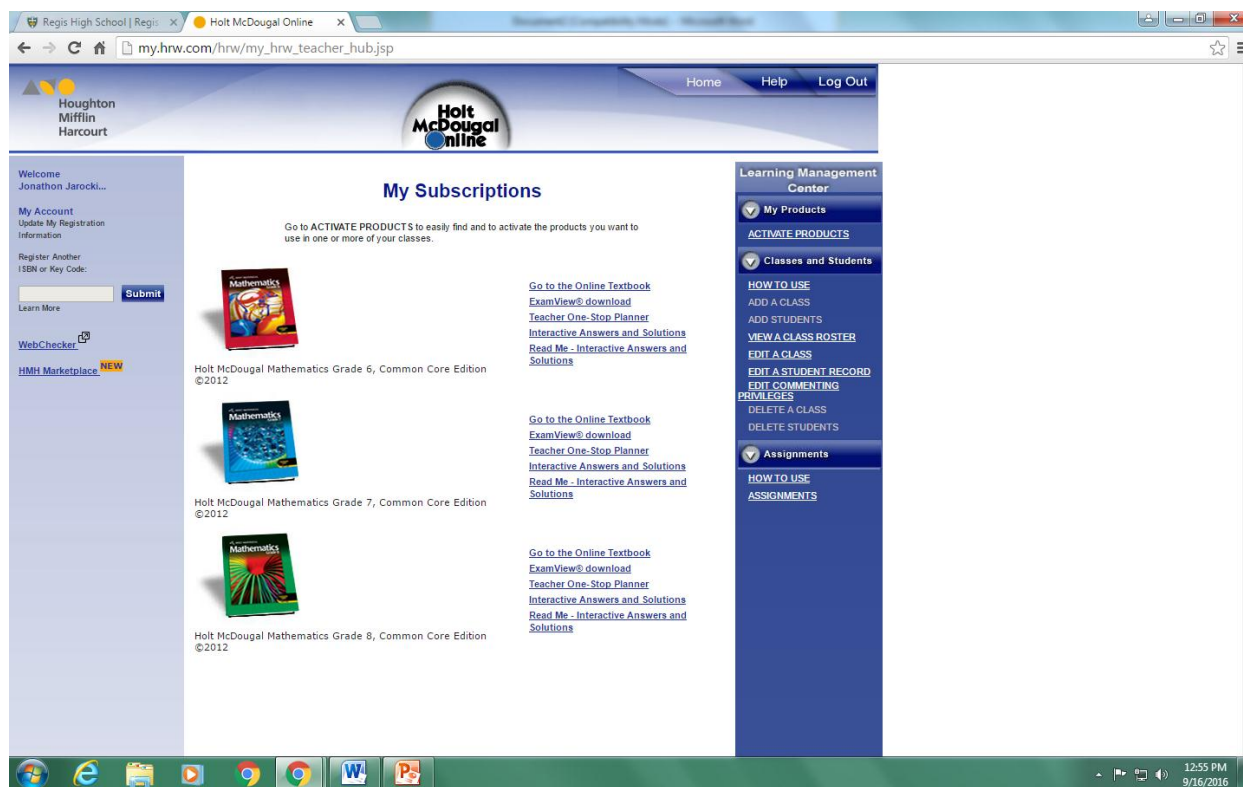 Regis High School | Regis
Holt McDougal Online
my.hrw.com/hrw/my_hrw_teacher_hub.jsp
Houghton
Mifflin
Harcourt
Holt
McDougal
Online
Home Help Log Out
Welcome
Jonathon Jarocki...
My Account
Update My Registration
Information
Register Another
ISBN or Key Code:
Submit
Learn More
WebChecker
HMH Marketplace NEW
My Subscriptions
Go to ACTIVATE PRODUCTS to easily find and to activate the products you want to
use in one or more of your classes.
Mathematics
Holt McDougal Mathematics Grade 6, Common Core Edition
©2012
Go to the Online Textbook
ExamView® download
Teacher One-Stop Planner
Interactive Answers and Solutions
Read Me - Interactive Answers and
Solutions
Mathematics
Holt McDougal Mathematics Grade 7, Common Core Edition
©2012
Go to the Online Textbook
ExamView® download
Teacher One-Stop Planner
Interactive Answers and Solutions
Read Me - Interactive Answers and
Solutions
Mathematics
Holt McDougal Mathematics Grade 8, Common Core Edition
©2012
Go to the Online Textbook
ExamView® download
Teacher One-Stop Planner
Interactive Answers and Solutions
Read Me - Interactive Answers and
Solutions
Learning Management
Center
My Products
ACTIVATE PRODUCTS
Classes and Students
HOW TO USE
ADD A CLASS
ADD STUDENTS
VIEW A CLASS ROSTER
EDIT A CLASS
EDIT A STUDENT RECORD
EDIT COMMENTING
PRIVILEGES
DELETE A CLASS
DELETE STUDENTS
Assignments
HOW TO USE
ASSIGNMENTS
12:55 PM
9/16/2016